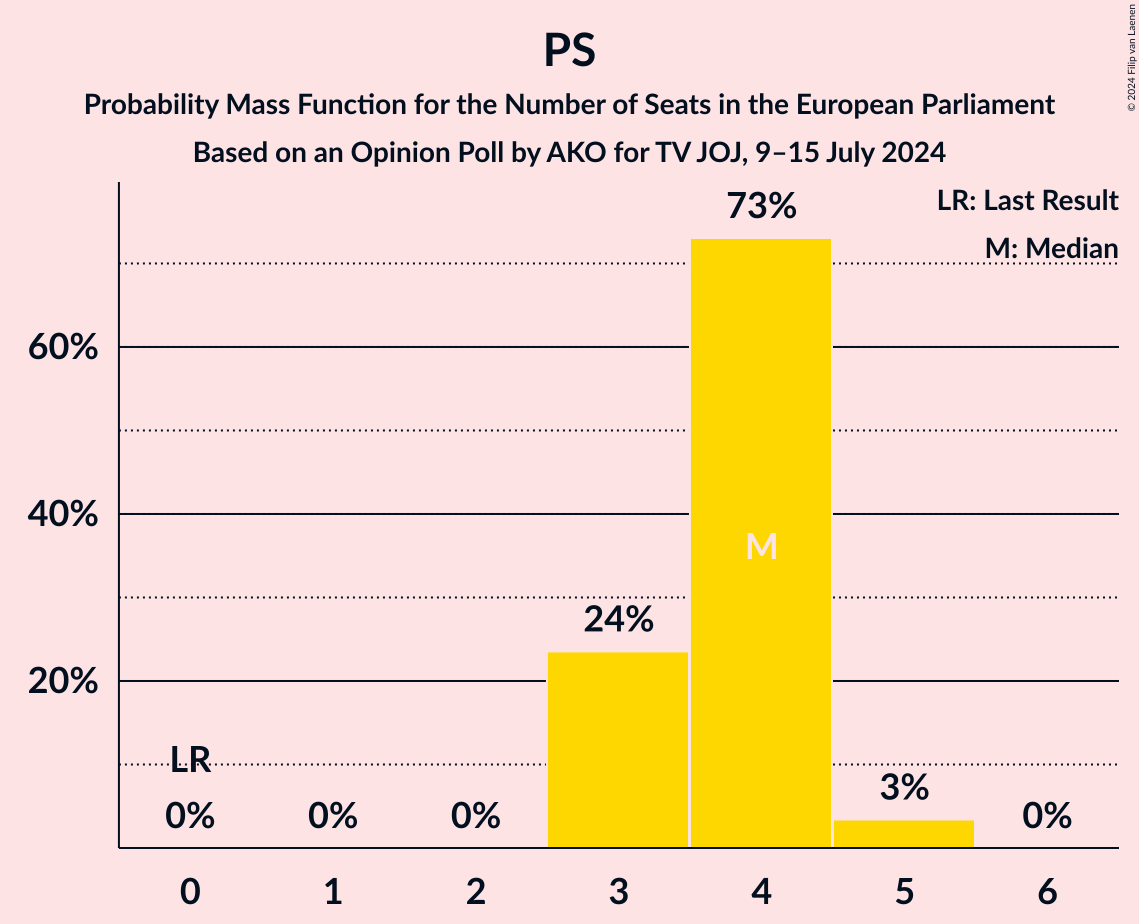 PS
Probability Mass Function for the Number of Seats in the European Parliament
Based on an Opinion Poll by AKO for TV JOJ, 9–15 July 2024
© 2024 Filip van Laenen
LR: Last Result
M: Median
73%
60%
40%
M
24%
20%
LR
3%
0%
0%
0%
0%
0 1 2 3 4 5 6